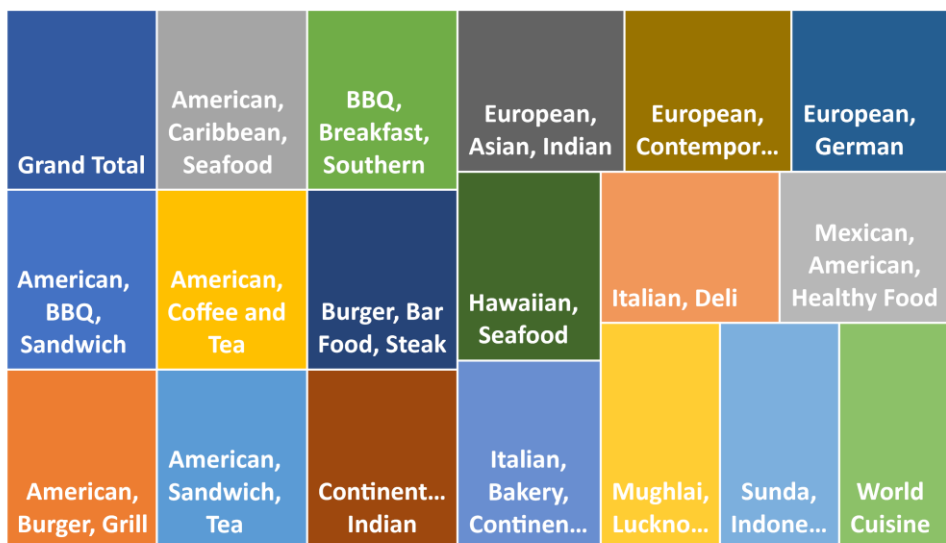 Grand Total
American,
Caribbean,
Seafood
BBQ,
Breakfast,
Southern
European,
Asian, Indian
European,
Contempor...
European,
German
American,
BBQ,
Sandwich
American,
Coffee and
Tea
Burger, Bar
Food, Steak
Hawaiian,
Seafood
Italian, Deli
Mexican,
American,
Healthy Food
American,
Burger, Grill
American,
Sandwich,
Tea
Continent...
Indian
Italian,
Bakery,
Continen...
Mughlai,
Luckno...
Sunda,
Indone...
World
Cuisine